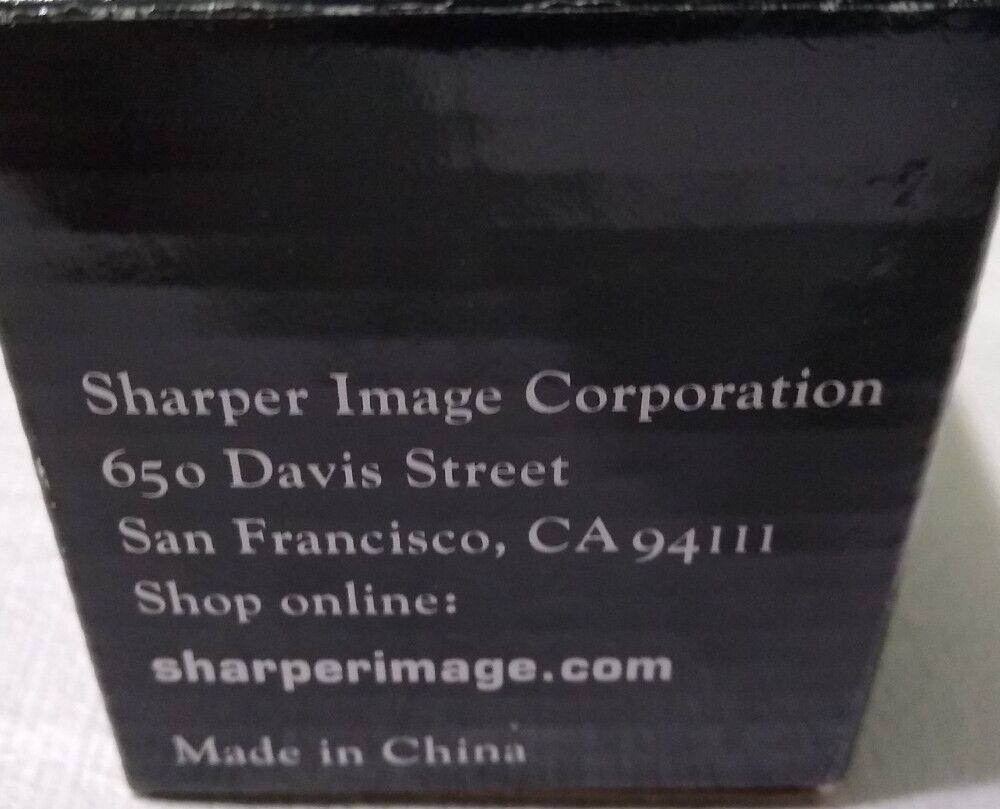 Sharper Image Corporation
650 Davis Street
San Francisco, CA 94111
Shop online:
sharperimage.com
Made in China